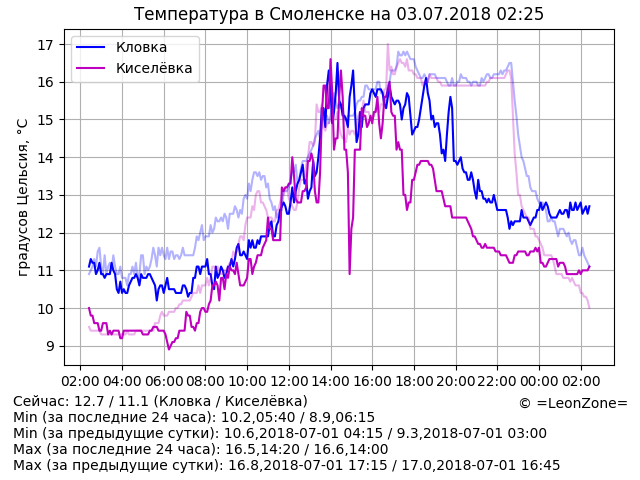 Температура в Смоленске на 03.07.2018 02:25
Кловка
Киселёвка
градусов Цельсия, °C
17
16
15
14
13
12
11
10
9
02:00 04:00 06:00 08:00 10:00 12:00 14:00 16:00 18:00 20:00 22:00 00:00 02:00
Сейчас: 12.7 / 11.1 (Кловка / Киселёвка)
© =LeonZone=
Min (за последние 24 часа): 10.2,05:40 / 8.9,06:15
Min (за предыдущие сутки): 10.6,2018-07-01 04:15 / 9.3,2018-07-01 03:00
Max (за последние 24 часа): 16.5,14:20 / 16.6,14:00
Max (за предыдущие сутки): 16.8,2018-07-01 17:15 / 17.0,2018-07-01 16:45